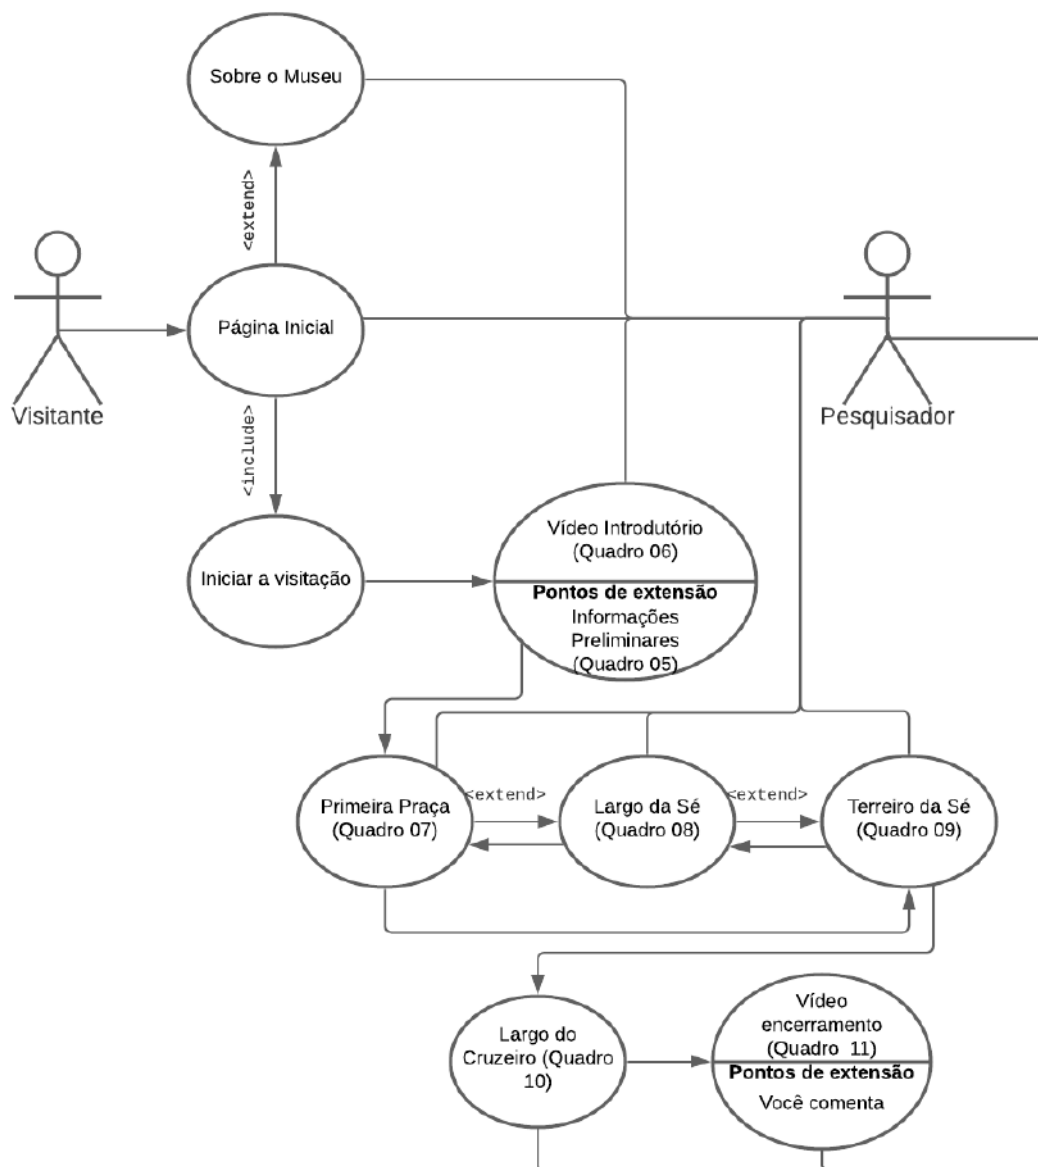 Sobre o Museu
<extend>
Visitante
Página Inicial
Pesquisador
<include>
Iniciar a visitação
Vídeo Introdutório
(Quadro 06)
Pontos de extensão
Informações
Preliminares
(Quadro 05)
Primeira Praça
(Quadro 07)
<extend>
Largo da Sé
(Quadro 08)
<extend>
Terreiro da Sé
(Quadro 09)
Largo do
Cruzeiro (Quadro
10)
Vídeo
encerramento
(Quadro 11)
Pontos de extensão
Você comenta